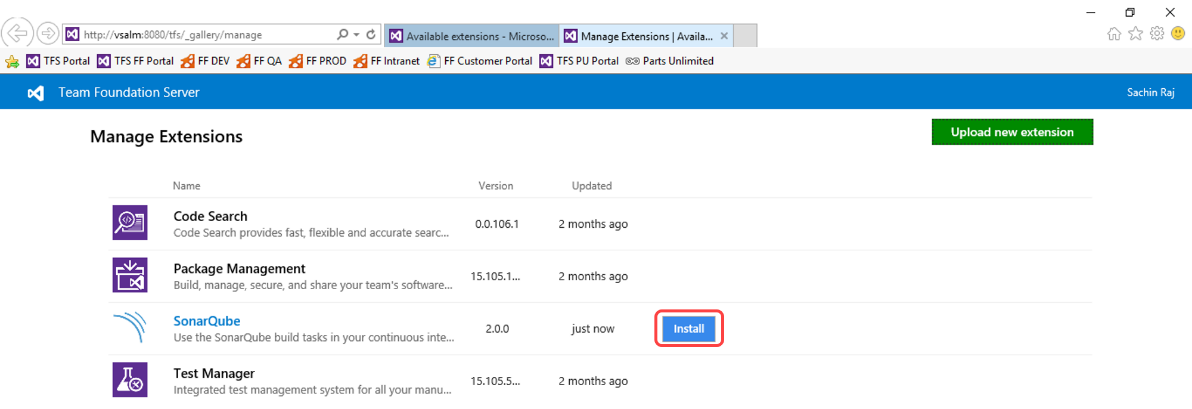 http://vsalm:8080/tfs/_gallery/manage
Available extensions - Microso...
Manage Extensions | Availa...
TFS Portal TFS FF Portal FF DEV FF QA FF PROD FF Intranet FF Customer Portal TFS PU Portal Parts Unlimited
Team Foundation Server
Sachin Raj
Manage Extensions
Upload new extension
Name Version Updated
Code Search
Code Search provides fast, flexible and accurate searc...
0.0.106.1
2 months ago
Package Management
Build, manage, secure, and share your team's software...
15.105.1...
2 months ago
SonarQube
Use the SonarQube build tasks in your continuous inte...
2.0.0
just now
Install
Test Manager
Integrated test management system for all your manu...
15.105.5...
2 months ago